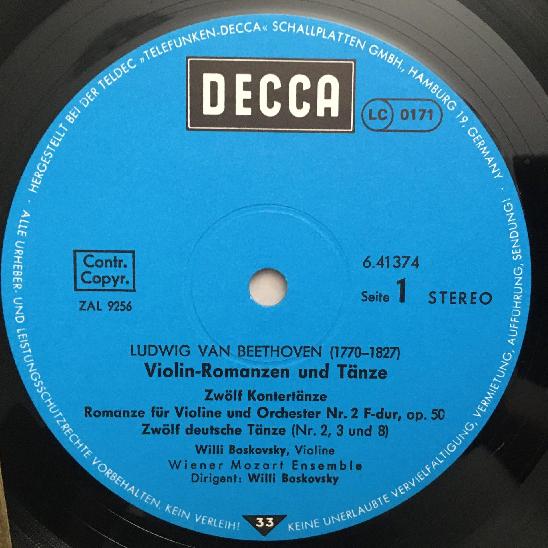 HERGESTELLT BEI DER TELDEC „TELEFUNKEN-DECCA« SCHALLPLATTEN GMBH, HAMBURG 19, GERMANY ·
DECCA
LC 0171
Contr.
Copyr.
ZAL 9256
6.41374
Seite 1 STEREO
LUDWIG VAN BEETHOVEN (1770–1827)
Violin-Romanzen und Tänze
Zwölf Kontertänze
Romanze für Violine und Orchester Nr. 2 F-dur, op. 50
Zwölf deutsche Tänze (Nr. 2, 3 und 8)
Willi Boskovsky, Violine
Wiener Mozart Ensemble
Dirigent: Willi Boskovsky
33
· ALLE URHEBER- UND LEISTUNGSSCHUTZRECHTE VORBEHALTEN. KEIN VERLEIH!
KEINE UNERLAUBTE VERVIELFÄLTIGUNG, VERMIETUNG, AUFFÜHRUNG, SENDUNG!